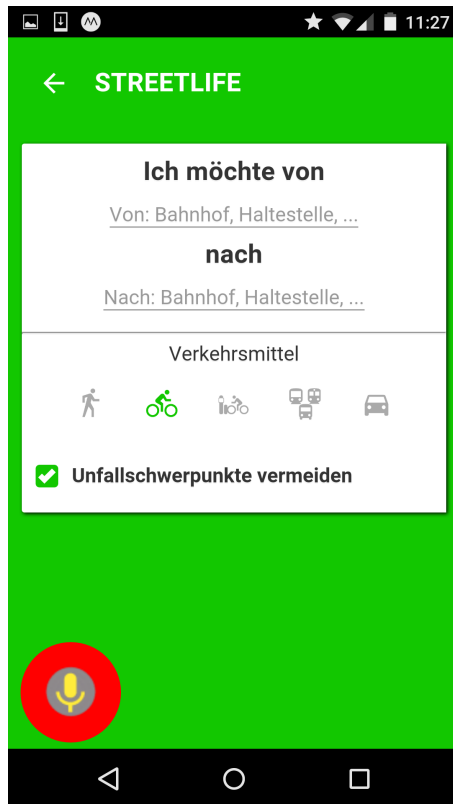 11:27
STREETLIFE
Ich möchte von
Von: Bahnhof, Haltestelle, ...
nach
Nach: Bahnhof, Haltestelle, ...
Verkehrsmittel
Unfallschwerpunkte vermeiden